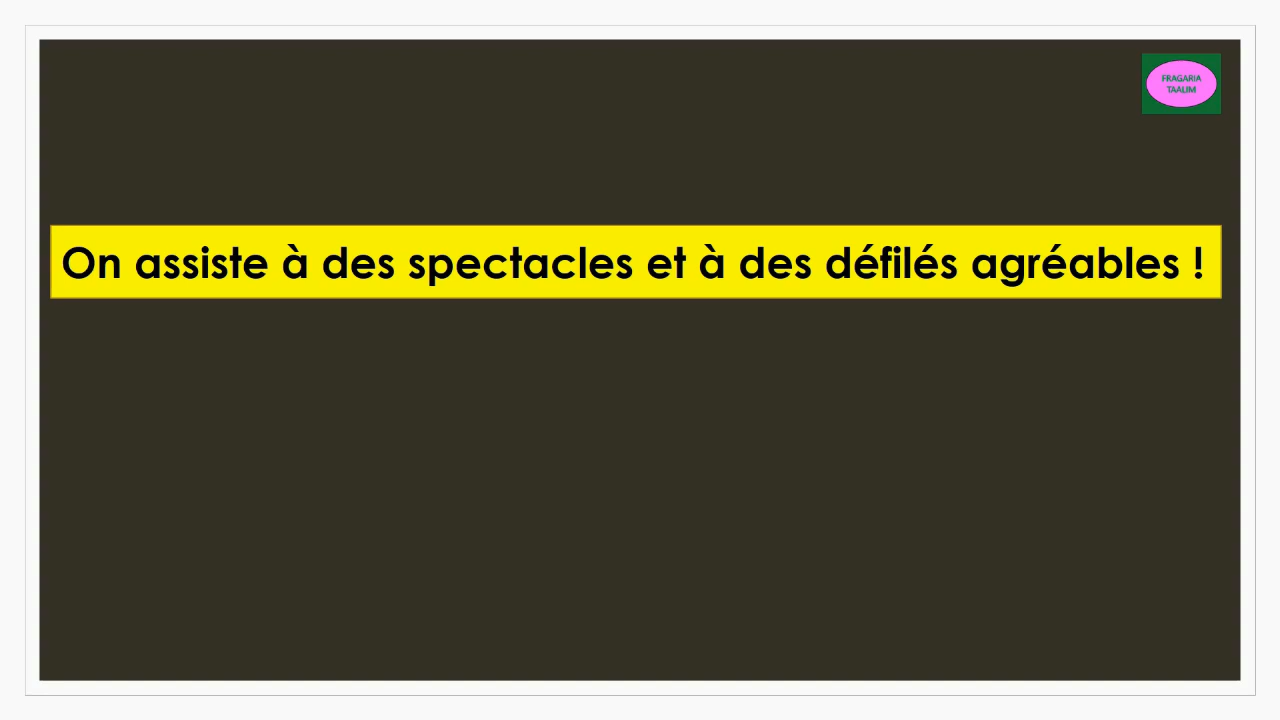 FRAGARIA
TAALIM
On assiste à des spectacles et à des défilés agréables !